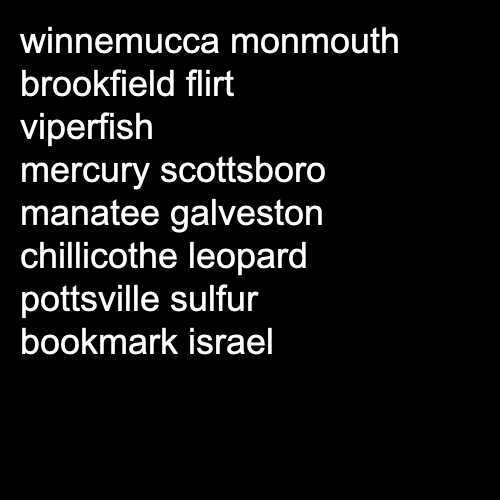 winnemucca monmouth
brookfield flirt
viperfish
mercury scottsboro
manatee galveston
chillicothe leopard
pottsville sulfur
bookmark israel